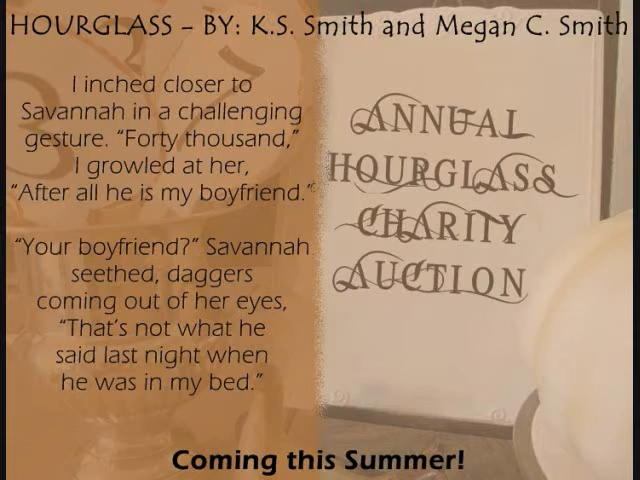 HOURGLASS – BY: K.S. Smith and Megan C. Smith
I inched closer to
Savannah in a challenging
gesture. “Forty thousand,”
I growled at her,
“After all he is my boyfriend.”
“Your boyfriend?” Savannah
seethed, daggers
coming out of her eyes,
“That’s not what he
said last night when
he was in my bed.”
ANNUAL
HOURGLASS
CHARITY
AUCTION
Coming this Summer!